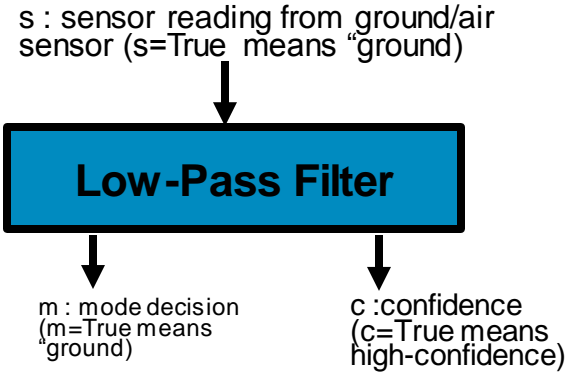 s : sensor reading from ground/air
sensor (s=True means “ground)
Low-Pass Filter
m : mode decision
(m=True means
“ground)
c :confidence
(c=True means
high-confidence)